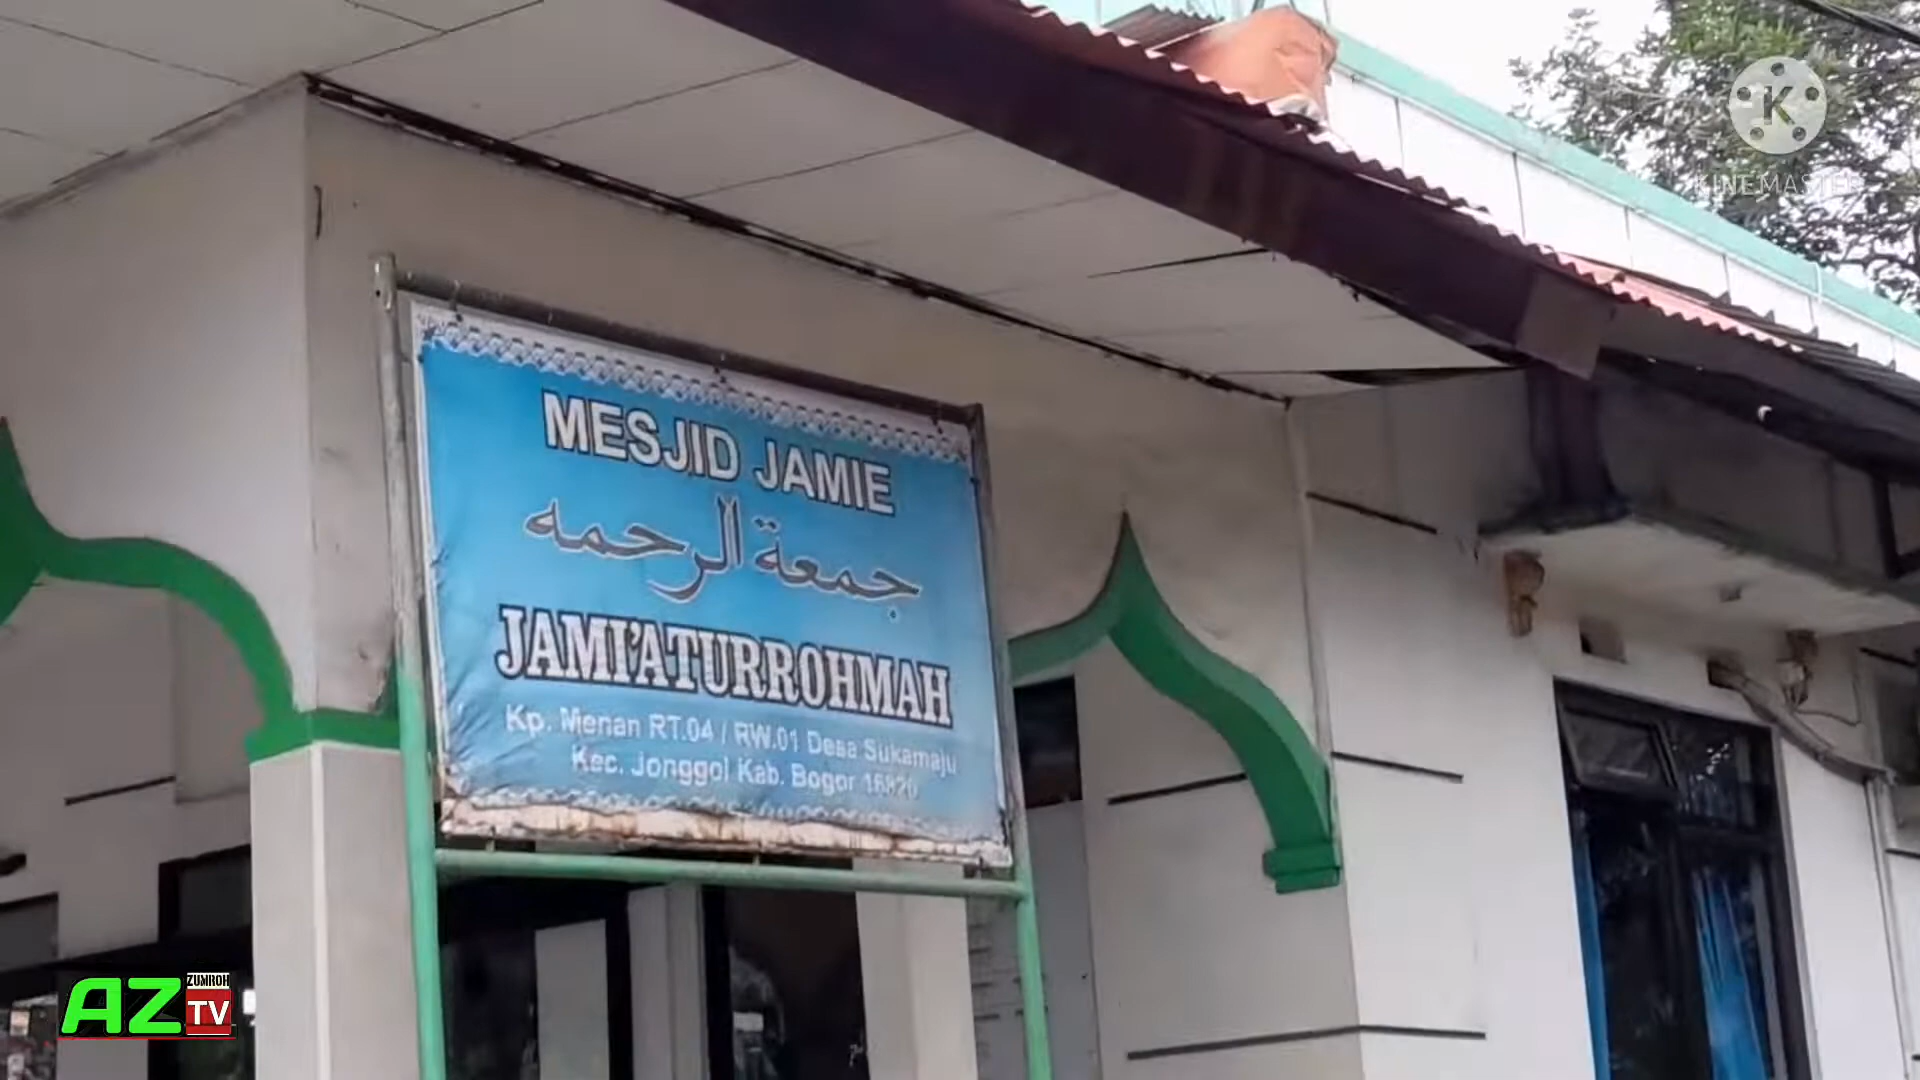 KINEMASTER
MESJID JAMIE
جمعة الرحمه
JAMI'ATURROHMAH
Kp. Menan RT.04 / RW.01 Desa Sukamaju
Kec. Jonggol Kab. Bogor 16820
AZ ZUMROH TV